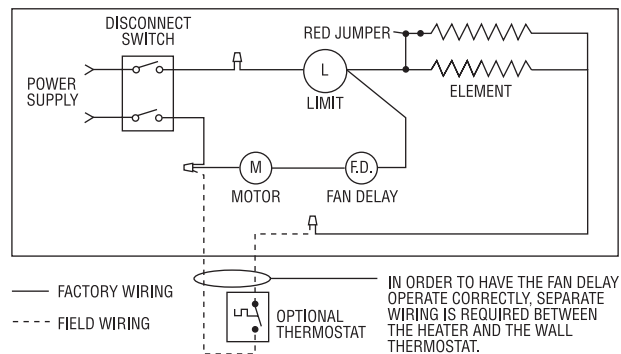 DISCONNECT
SWITCH
RED JUMPER
POWER
SUPPLY
L
LIMIT
ELEMENT
M
MOTOR
F.D.
FAN DELAY
FACTORY WIRING
FIELD WIRING
OPTIONAL
THERMOSTAT
IN ORDER TO HAVE THE FAN DELAY
OPERATE CORRECTLY, SEPARATE
WIRING IS REQUIRED BETWEEN
THE HEATER AND THE WALL
THERMOSTAT.